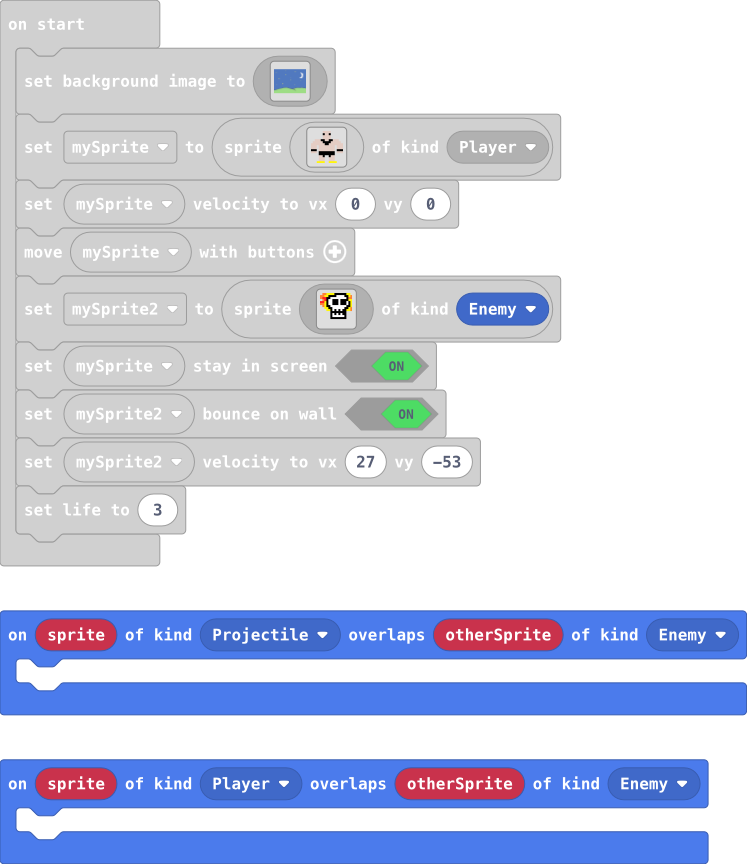 on start
set background image to
set mySprite to sprite of kind Player
set mySprite velocity to vx 0 vy 0
move mySprite with buttons
set mySprite2 to sprite of kind Enemy
set mySprite stay in screen ON
set mySprite2 bounce on wall ON
set mySprite2 velocity to vx 27 vy −53
set life to 3
on sprite of kind Projectile overlaps otherSprite of kind Enemy
on sprite of kind Player overlaps otherSprite of kind Enemy